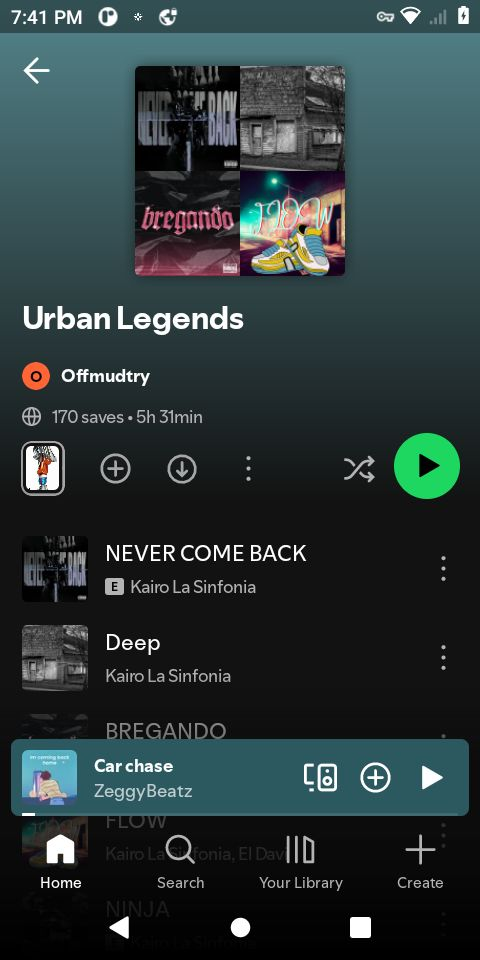 7:41 PM
NEVER COME BACK
bregando
FLOW
Urban Legends
O Offmudtry
170 saves • 5h 31min
NEVER COME BACK
E Kairo La Sinfonia
Deep
Kairo La Sinfonia
BREGANDO
im coming back home
Car chase
ZeggyBeatz
FLOW
Kairo La Sinfonia, El Davi
Home
Search
Your Library
Create
NINJA
Kairo La Sinfonia